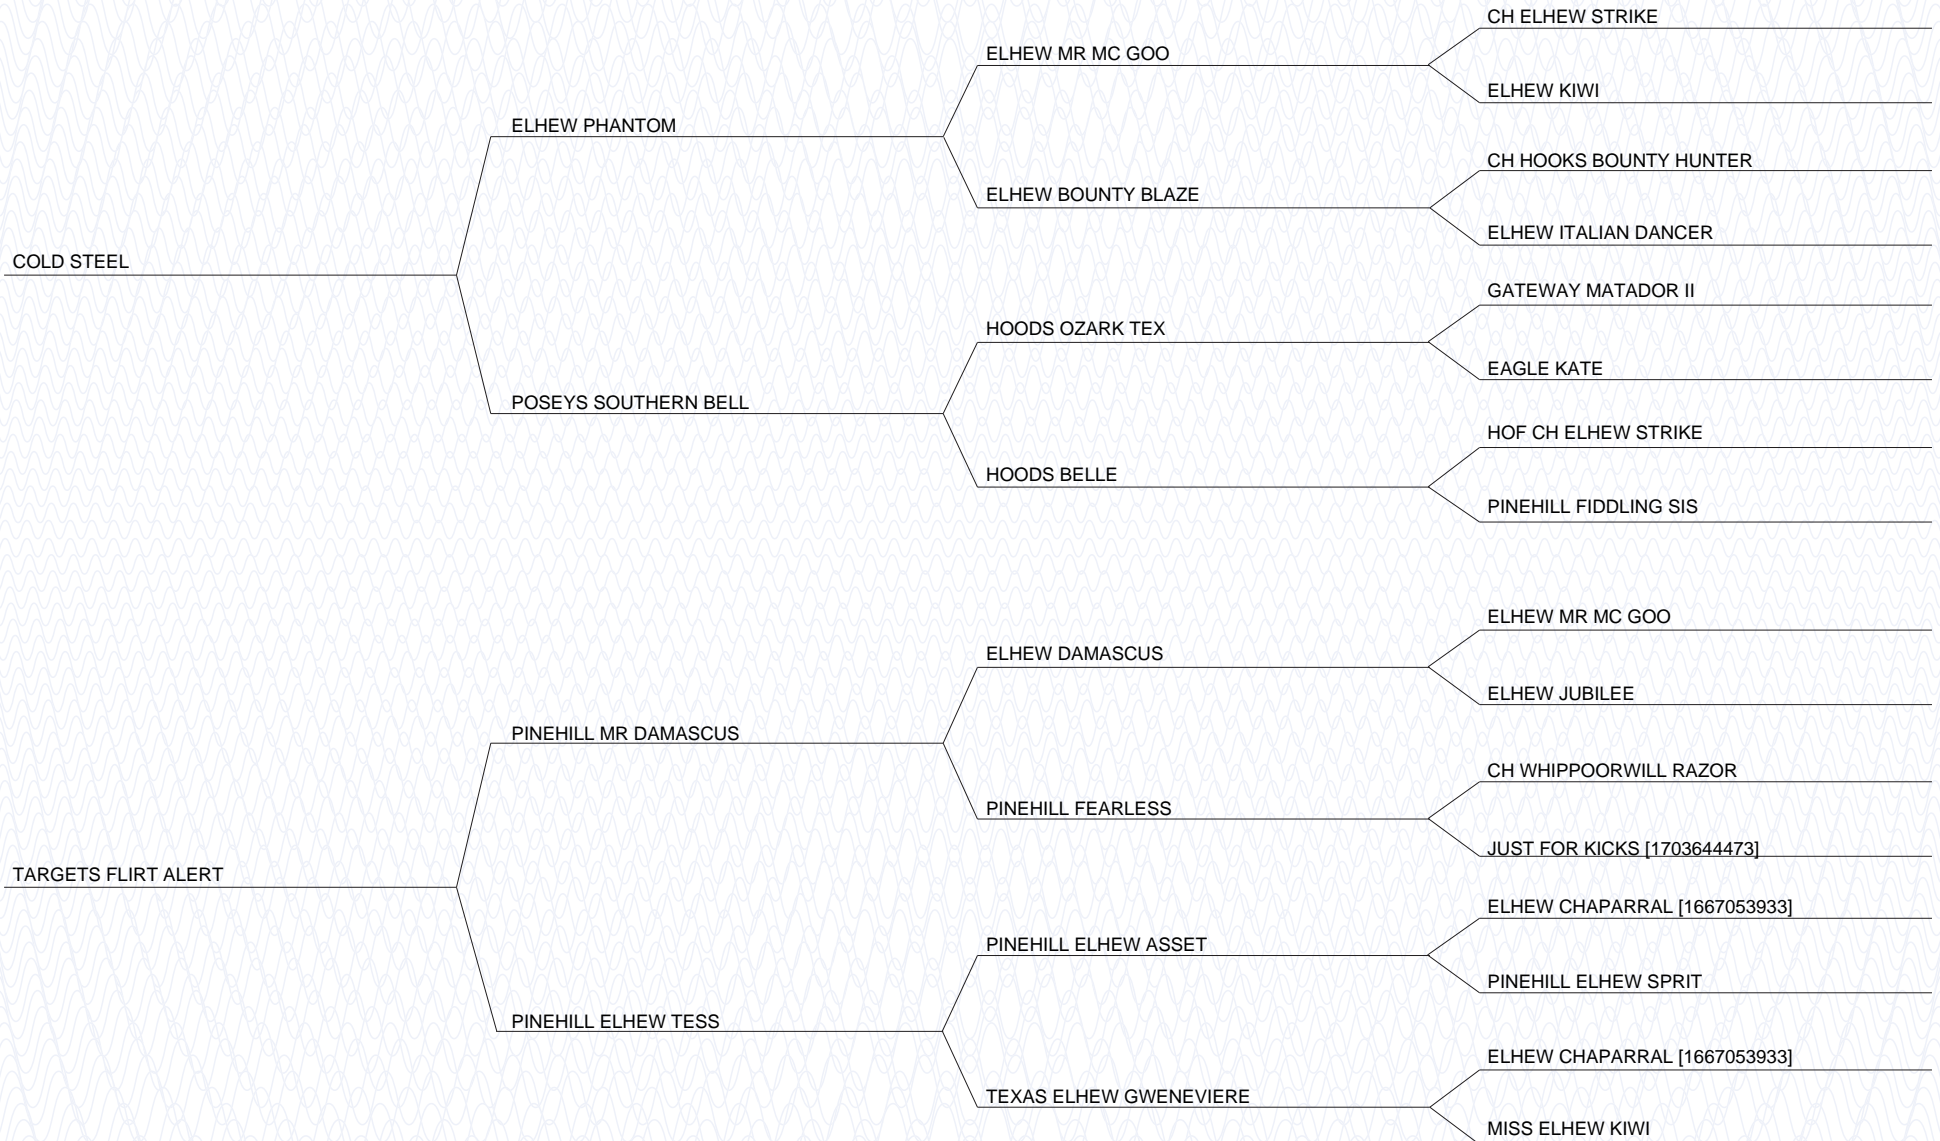 CH ELHEW STRIKE
ELHEW MR MC GOO
ELHEW KIWI
ELHEW PHANTOM
CH HOOKS BOUNTY HUNTER
ELHEW BOUNTY BLAZE
ELHEW ITALIAN DANCER
COLD STEEL
GATEWAY MATADOR II
HOODS OZARK TEX
EAGLE KATE
POSEYS SOUTHERN BELL
HOF CH ELHEW STRIKE
HOODS BELLE
PINEHILL FIDDLING SIS
ELHEW MR MC GOO
ELHEW DAMASCUS
ELHEW JUBILEE
PINEHILL MR DAMASCUS
CH WHIPPOORWILL RAZOR
PINEHILL FEARLESS
JUST FOR KICKS [1703644473]
TARGETS FLIRT ALERT
ELHEW CHAPARRAL [1667053933]
PINEHILL ELHEW ASSET
PINEHILL ELHEW SPRIT
PINEHILL ELHEW TESS
ELHEW CHAPARRAL [1667053933]
TEXAS ELHEW GWENEVIERE
MISS ELHEW KIWI